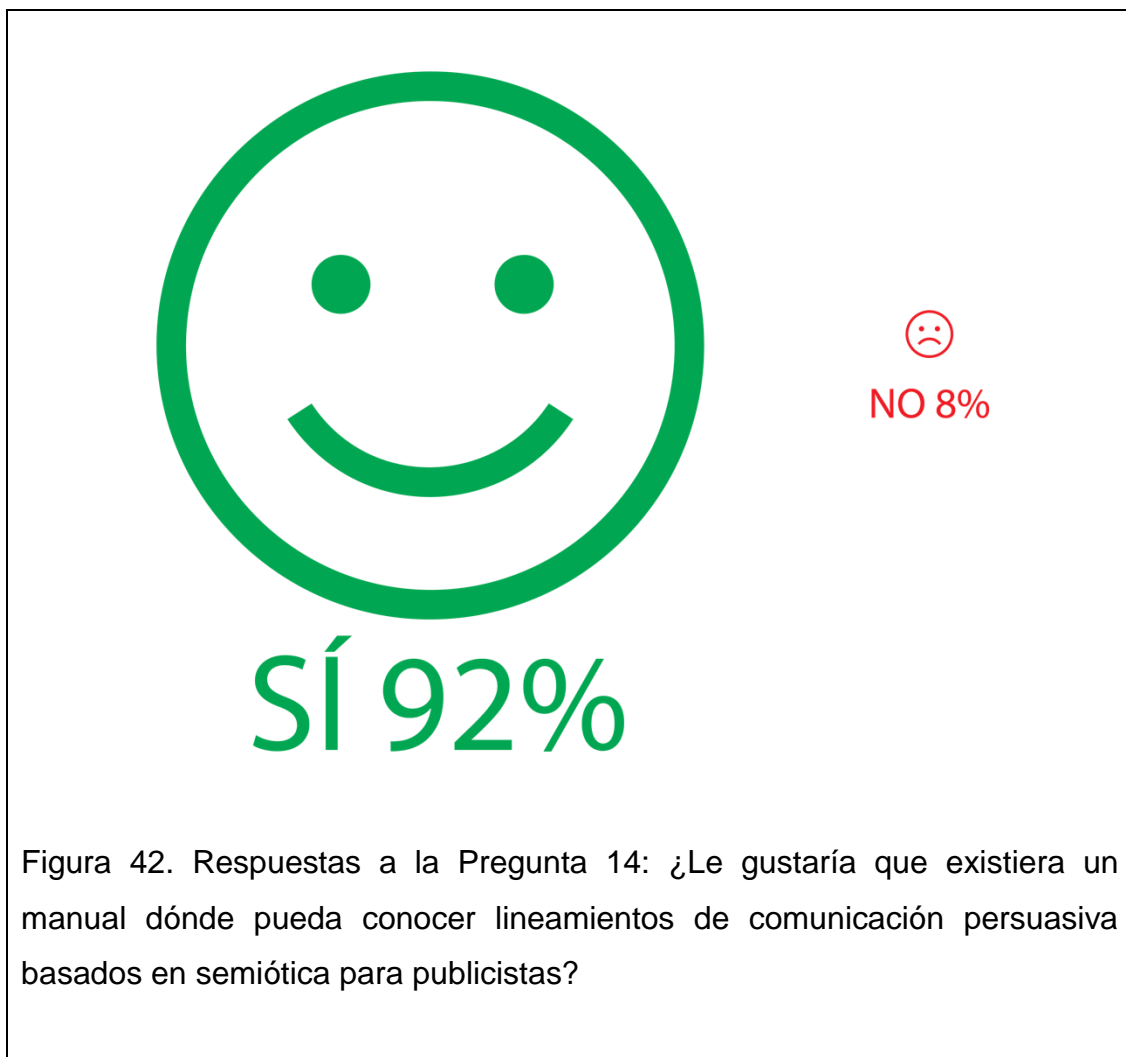 NO 8%
SÍ 92%
Figura 42. Respuestas a la Pregunta 14: ¿Le gustaría que existiera un
manual dónde pueda conocer lineamientos de comunicación persuasiva
basados en semiótica para publicistas?